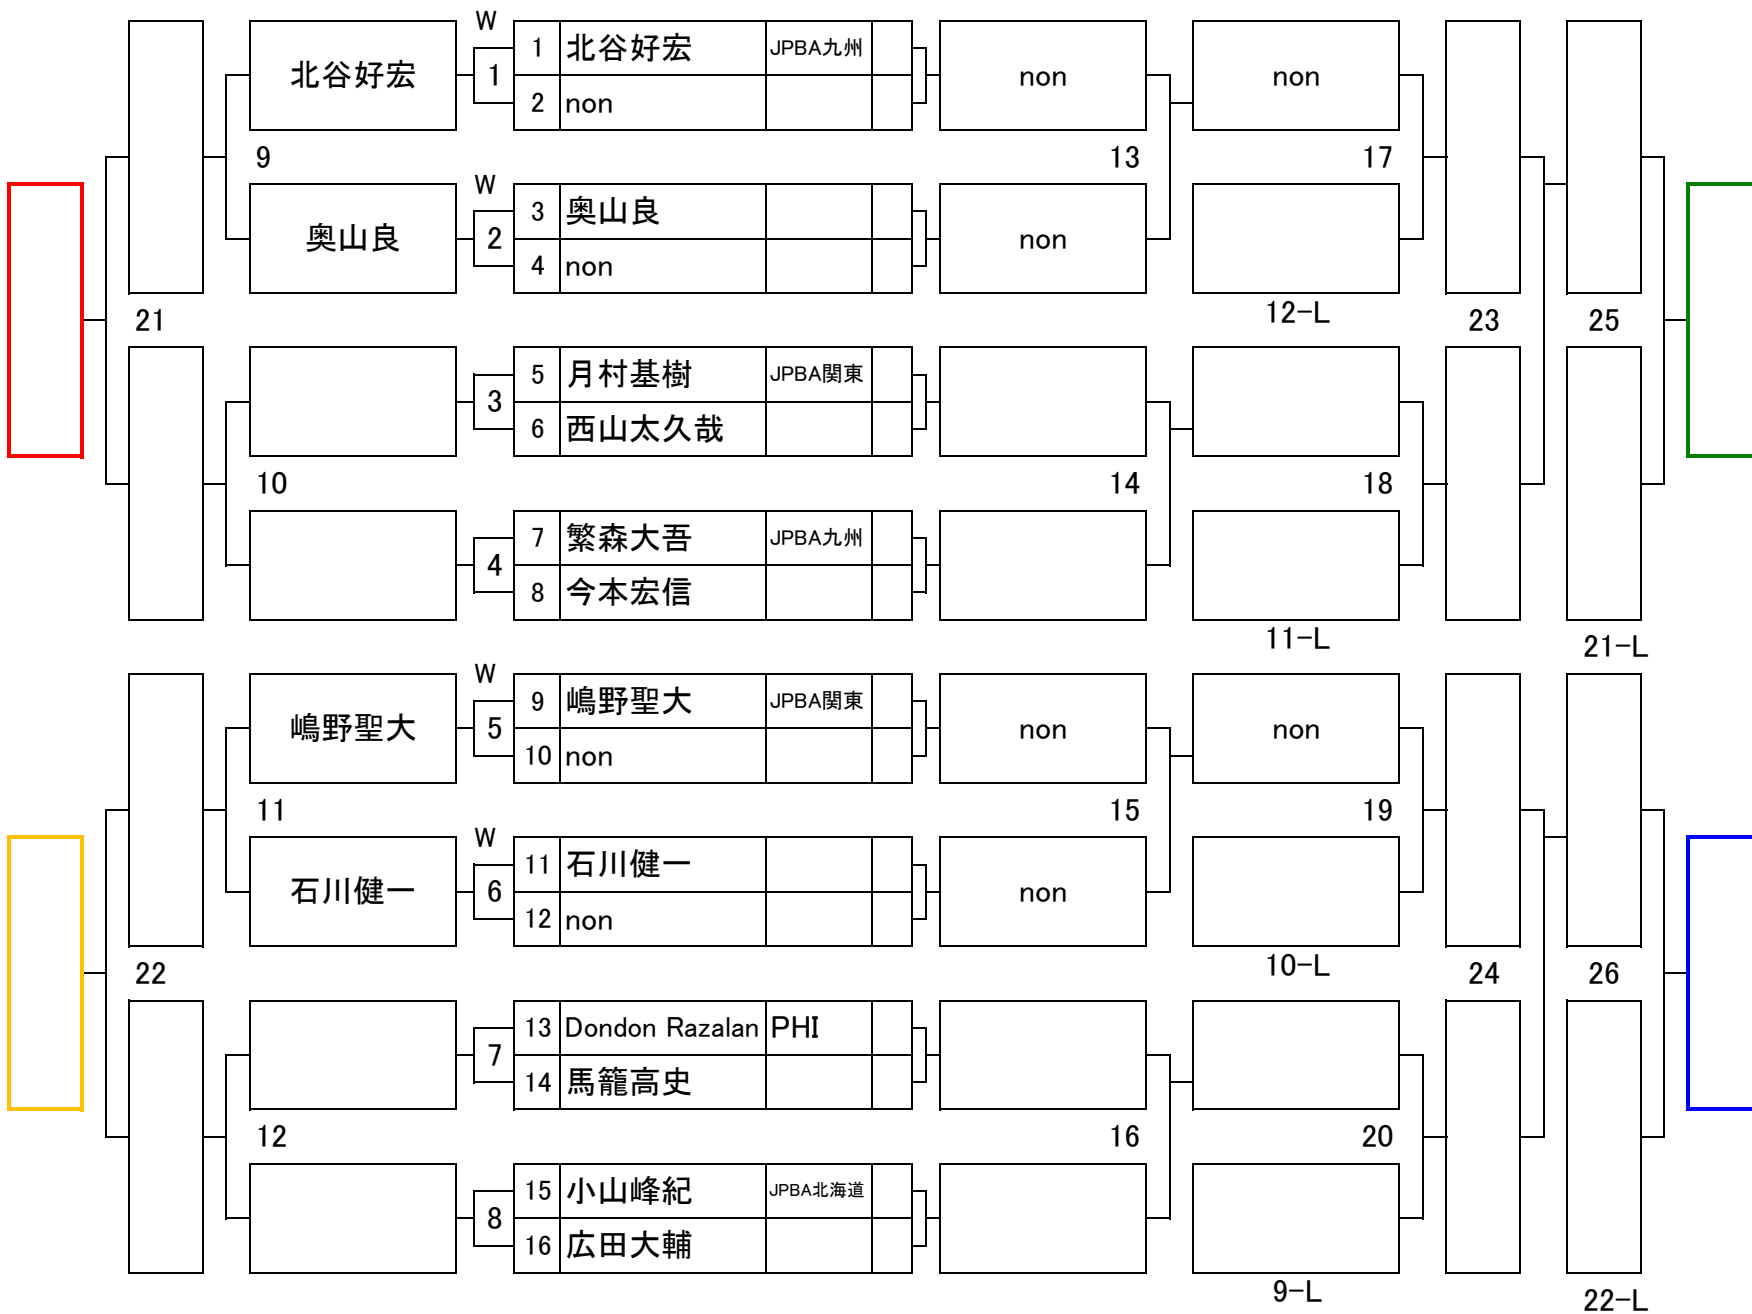 W
1 北谷好宏 JPBA九州
北谷好宏 1 non non
2 non
9 13 17
W
3 奥山良
奥山良 2 non
4 non
12-L
21 23 25
5 月村基樹 JPBA関東
3
6 西山太久哉
10 14 18
7 繁森大吾 JPBA九州
4
8 今本宏信
11-L
21-L
W
9 嶋野聖大 JPBA関東
嶋野聖大 5 non non
10 non
11 15 19
W
11 石川健一
石川健一 6 non
12 non
10-L
22 24 26
13 Dondon Razalan PHI
7
14 馬籠高史
12 16 20
15 小山峰紀 JPBA北海道
8
16 広田大輔
9-L
22-L